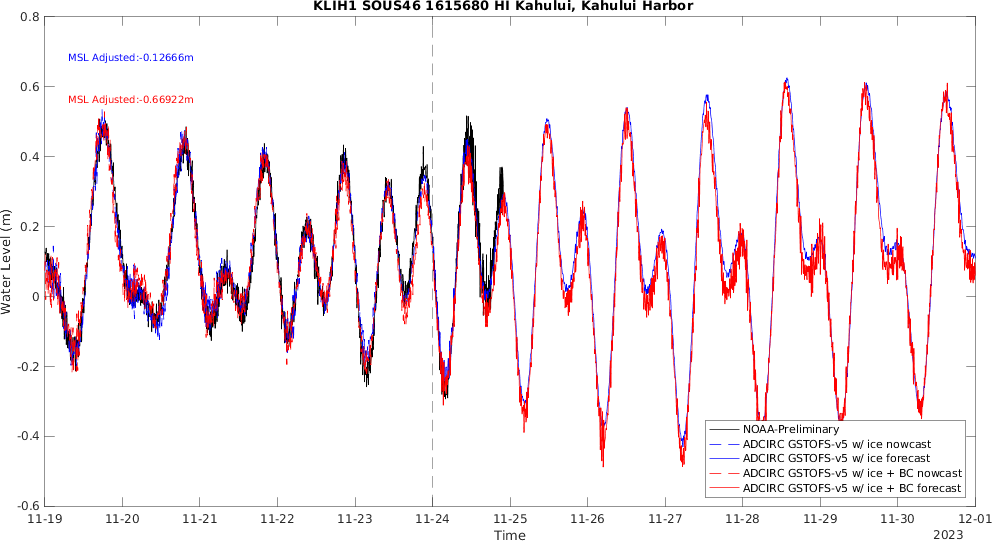 KLIH1 SOUS46 1615680 HI Kahului, Kahului Harbor
MSL Adjusted:-0.12666m
MSL Adjusted:-0.66922m
Water Level (m)
0.8
0.6
0.4
0.2
0
-0.2
-0.4
-0.6
NOAA-Preliminary
ADCIRC GSTOFS-v5 w/ ice nowcast
ADCIRC GSTOFS-v5 w/ ice forecast
ADCIRC GSTOFS-v5 w/ ice + BC nowcast
ADCIRC GSTOFS-v5 w/ ice + BC forecast
11-19 11-20 11-21 11-22 11-23 11-24 11-25 11-26 11-27 11-28 11-29 11-30 12-01
Time
2023